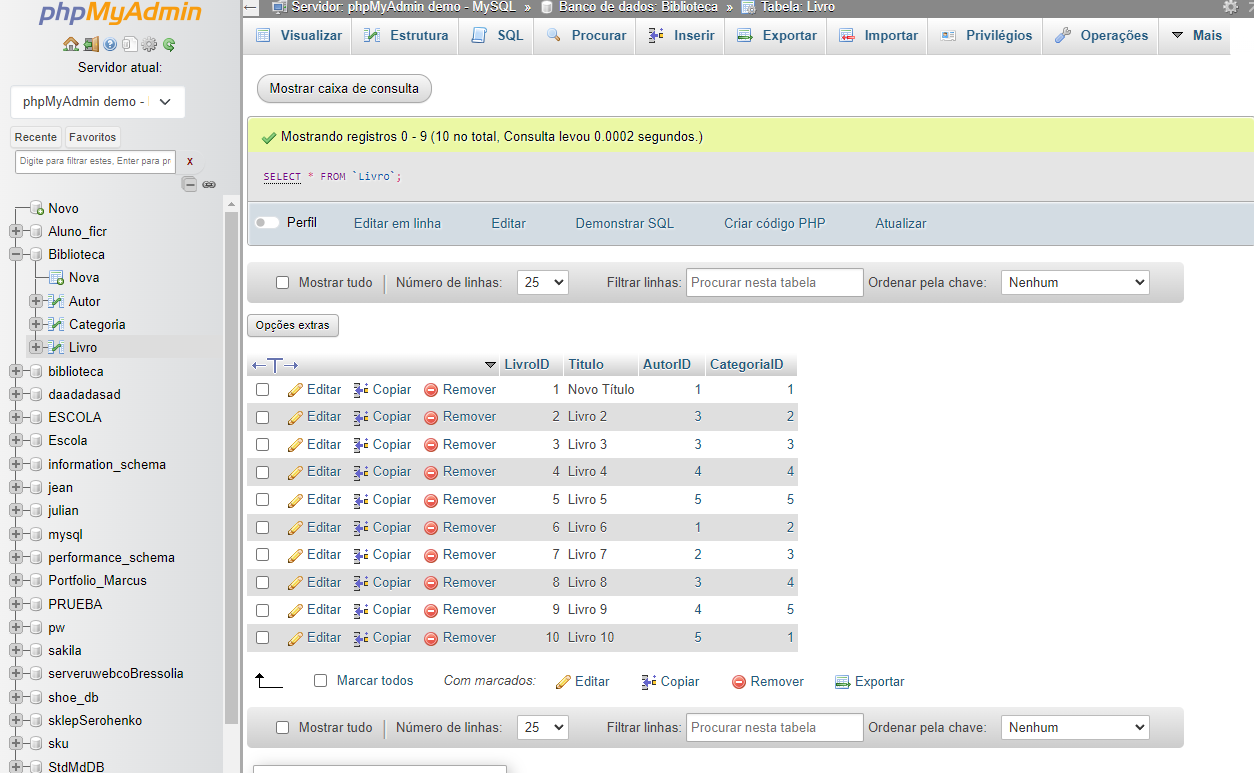 phpMyAdmin
Servidor atual:
phpMyAdmin demo -
Recente Favoritos
Digite para filtrar estes, Enter para pr X
Novo
Aluno_ficr
Biblioteca
Nova
Autor
Categoria
Livro
biblioteca
daadadasad
ESCOLA
Escola
information_schema
jean
julian
mysql
performance_schema
Portfolio_Marcus
PRUEBA
pw
sakila
serveruwebcoBressolia
shoe_db
sklepSerohenko
sku
StdMdDB
Servidor: phpMyAdmin demo - MySQL » Banco de dados: Biblioteca » Tabela: Livro
Visualizar Estrutura SQL Procurar Inserir Exportar Importar Privilégios Operações Mais
Mostrar caixa de consulta
Mostrando registros 0 - 9 (10 no total, Consulta levou 0.0002 segundos.)
SELECT * FROM `Livro`;
Perfil Editar em linha Editar Demonstrar SQL Criar código PHP Atualizar
Mostrar tudo Número de linhas: 25 Filtrar linhas: Procurar nesta tabela Ordenar pela chave: Nenhum
Opções extras
←T→ LivroID Titulo AutorID CategoriaID
Editar Copiar Remover 1 Novo Título 1 1
Editar Copiar Remover 2 Livro 2 3 2
Editar Copiar Remover 3 Livro 3 3 3
Editar Copiar Remover 4 Livro 4 4 4
Editar Copiar Remover 5 Livro 5 5 5
Editar Copiar Remover 6 Livro 6 1 2
Editar Copiar Remover 7 Livro 7 2 3
Editar Copiar Remover 8 Livro 8 3 4
Editar Copiar Remover 9 Livro 9 4 5
Editar Copiar Remover 10 Livro 10 5 1
Marcar todos Com marcados: Editar Copiar Remover Exportar
Mostrar tudo Número de linhas: 25 Filtrar linhas: Procurar nesta tabela Ordenar pela chave: Nenhum